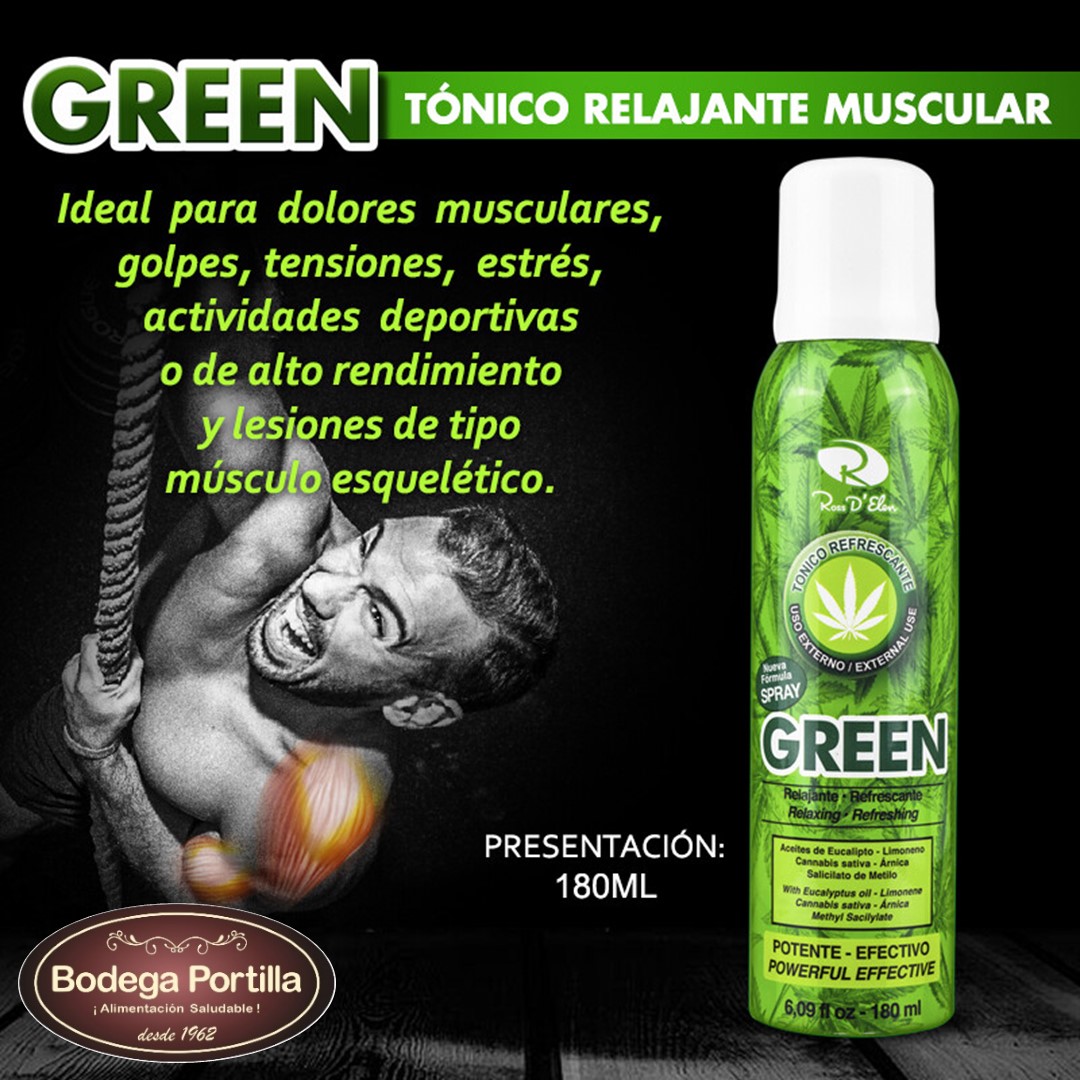 GREEN TÓNICO RELAJANTE MUSCULAR
Ideal para dolores musculares,
golpes, tensiones, estrés,
actividades deportivas
o de alto rendimiento
y lesiones de tipo
músculo esquelético.
R
Ross D'Elen
TÓNICO REFRESCANTE
USO EXTERNO / EXTERNAL USE
Nueva
Fórmula
SPRAY
GREEN
Relajante · Refrescante
Relaxing · Refreshing
Aceites de Eucalipto - Limoneno
Cannabis sativa - Árnica
Salicilato de Metilo
With Eucalyptus oil - Limonene
Cannabis sativa - Árnica
Methyl Sacilylate
POTENTE - EFECTIVO
POWERFUL EFFECTIVE
6,09 fl oz - 180 ml
PRESENTACIÓN:
180ML
Bodega Portilla
¡Alimentación Saludable!
desde 1962